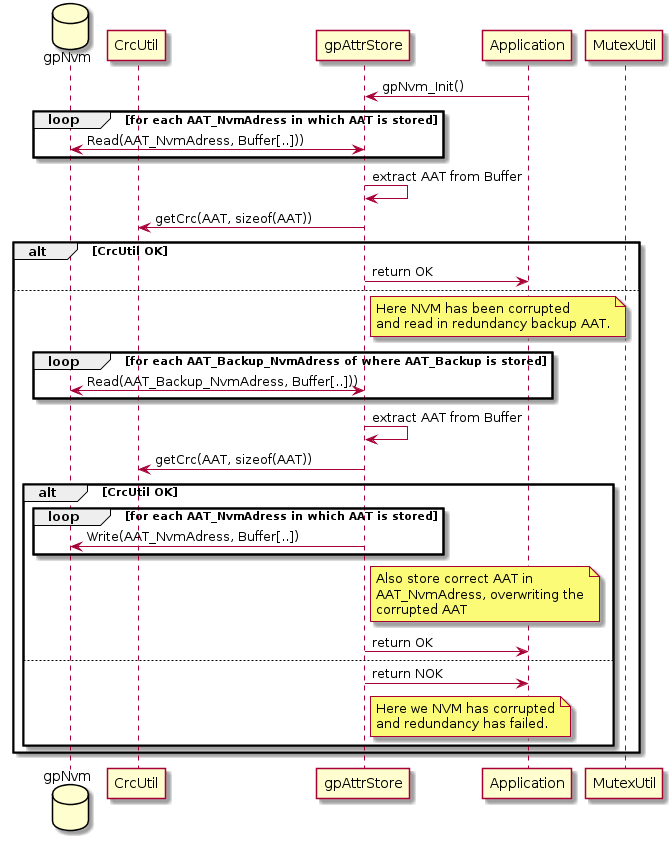 gpNvm
CrcUtil
gpAttrStore
Application
MutexUtil
gpNvm_Init()
loop [for each AAT_NvmAdress in which AAT is stored]
Read(AAT_NvmAdress, Buffer[..]))
extract AAT from Buffer
getCrc(AAT, sizeof(AAT))
alt [CrcUtil OK]
return OK
Here NVM has been corrupted
and read in redundancy backup AAT.
loop [for each AAT_Backup_NvmAdress of where AAT_Backup is stored]
Read(AAT_Backup_NvmAdress, Buffer[..]))
extract AAT from Buffer
getCrc(AAT, sizeof(AAT))
alt [CrcUtil OK]
loop [for each AAT_NvmAdress in which AAT is stored]
Write(AAT_NvmAdress, Buffer[..])
Also store correct AAT in
AAT_NvmAdress, overwriting the
corrupted AAT
return OK
return NOK
Here we NVM has corrupted
and redundancy has failed.
gpNvm
CrcUtil
gpAttrStore
Application
MutexUtil